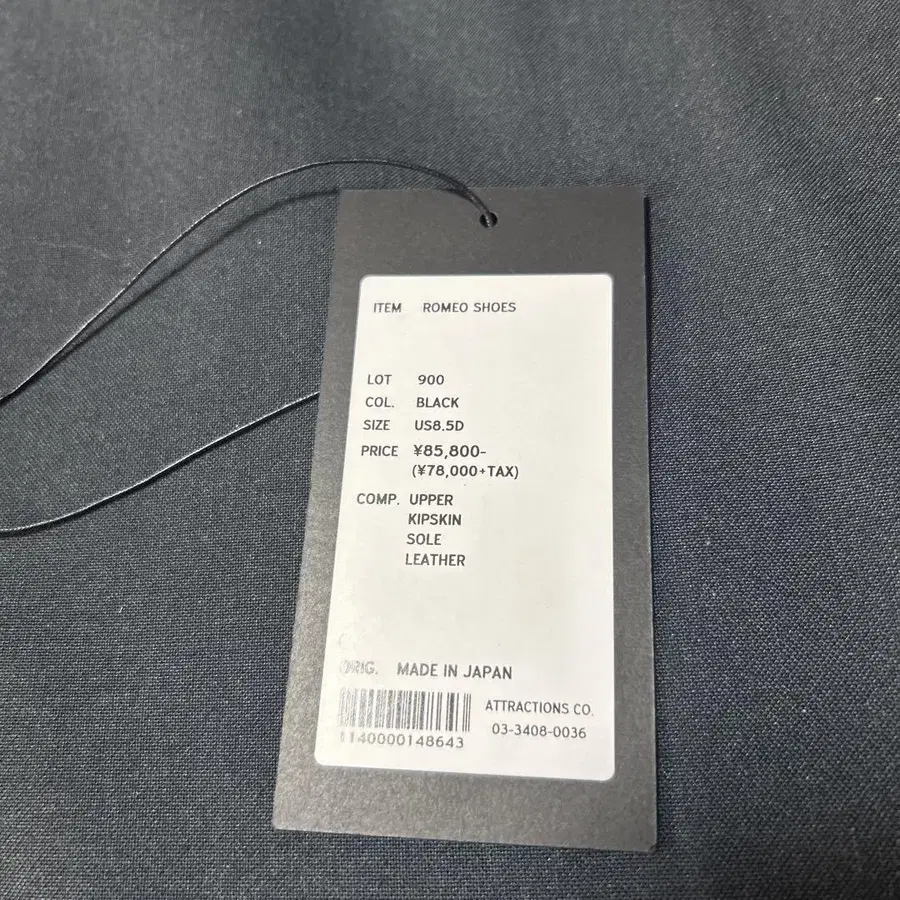 ITEM ROMEO SHOES
LOT 900
COL. BLACK
SIZE US8.5D
PRICE ¥85,800-
(¥78,000+TAX)
COMP. UPPER
KIPSKIN
SOLE
LEATHER
ORIG. MADE IN JAPAN
ATTRACTIONS CO.
03-3408-0036
1140000148643